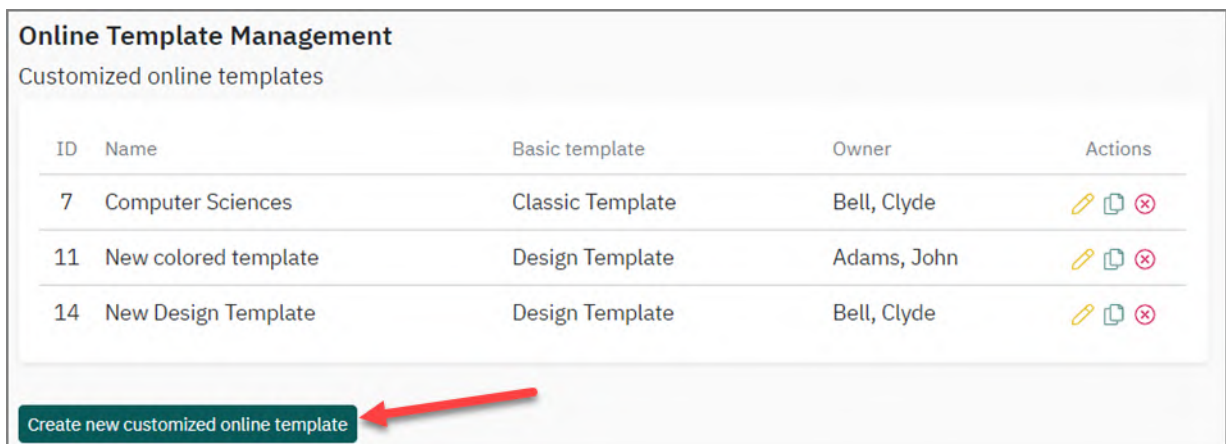 Online Template Management
Customized online templates
ID Name Basic template Owner Actions
7 Computer Sciences Classic Template Bell, Clyde
11 New colored template Design Template Adams, John
14 New Design Template Design Template Bell, Clyde
Create new customized online template